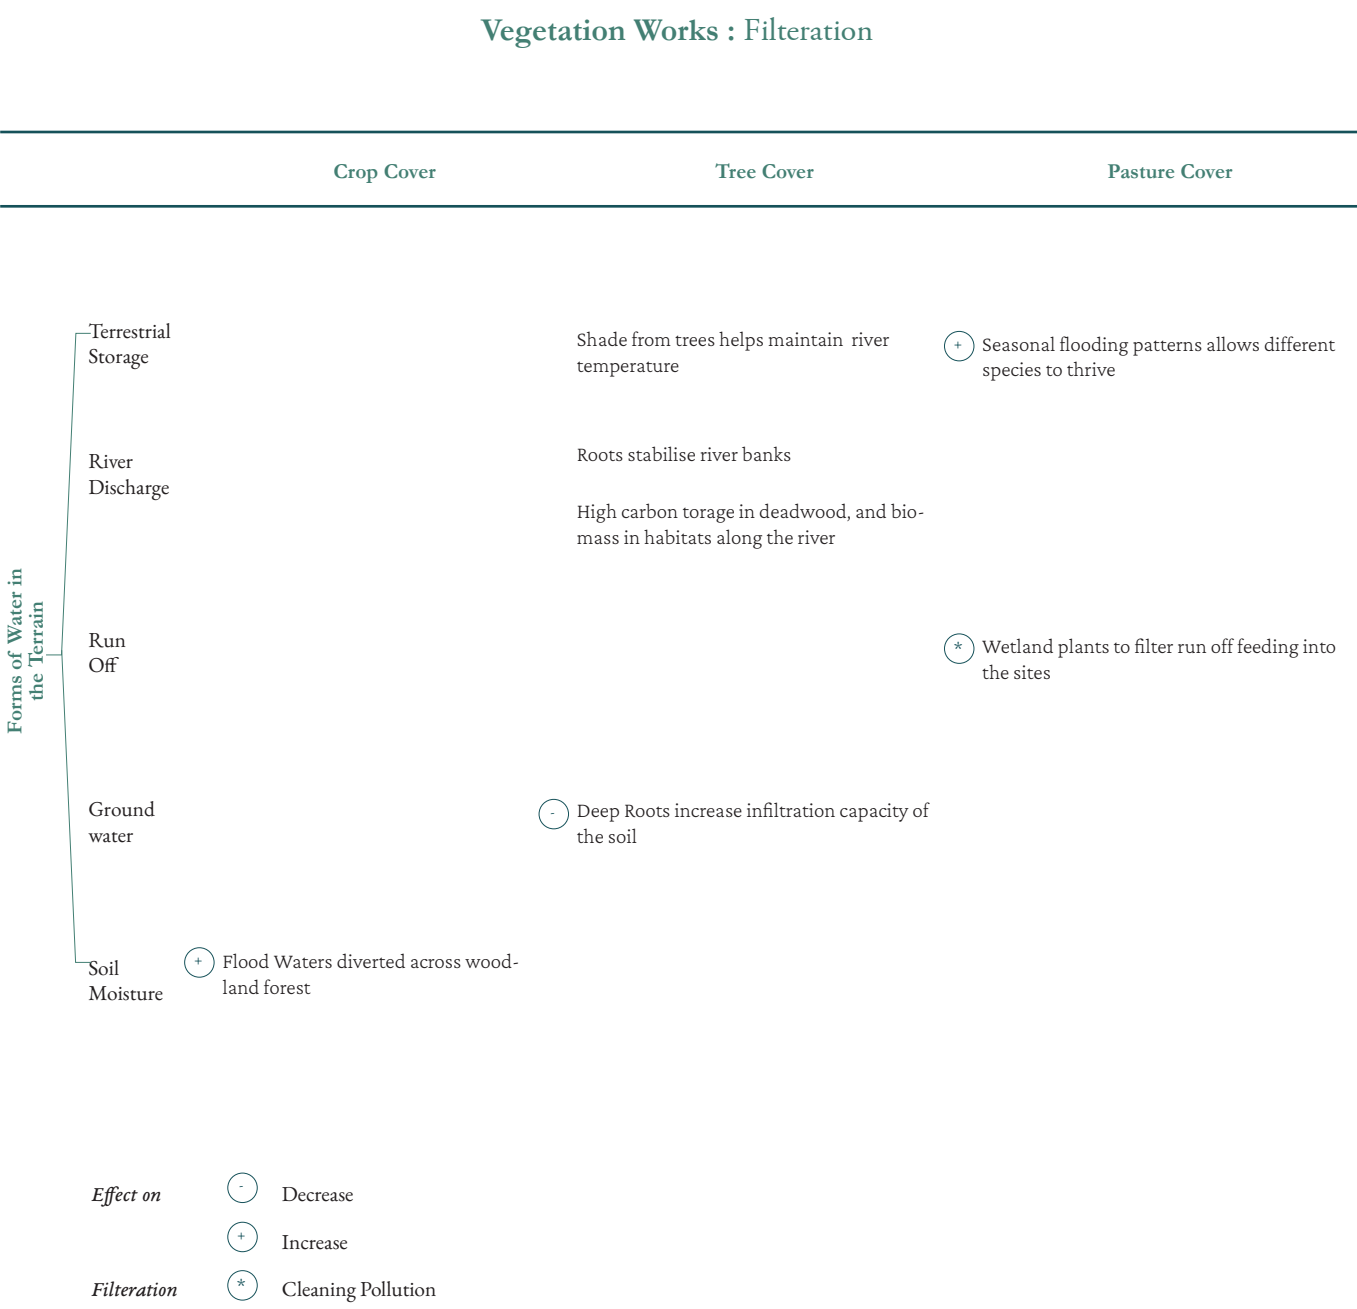 Vegetation Works : Filteration
Crop Cover
Tree Cover
Pasture Cover
Forms of Water in
the Terrain
Terrestrial
Storage
Shade from trees helps maintain river
temperature
+
Seasonal flooding patterns allows different
species to thrive
River
Discharge
Roots stabilise river banks
High carbon torage in deadwood, and bio-
mass in habitats along the river
Run
Off
*
Wetland plants to filter run off feeding into
the sites
Ground
water
-
Deep Roots increase infiltration capacity of
the soil
Soil
Moisture
+
Flood Waters diverted across wood-
land forest
Effect on
-
Decrease
+
Increase
Filteration
*
Cleaning Pollution